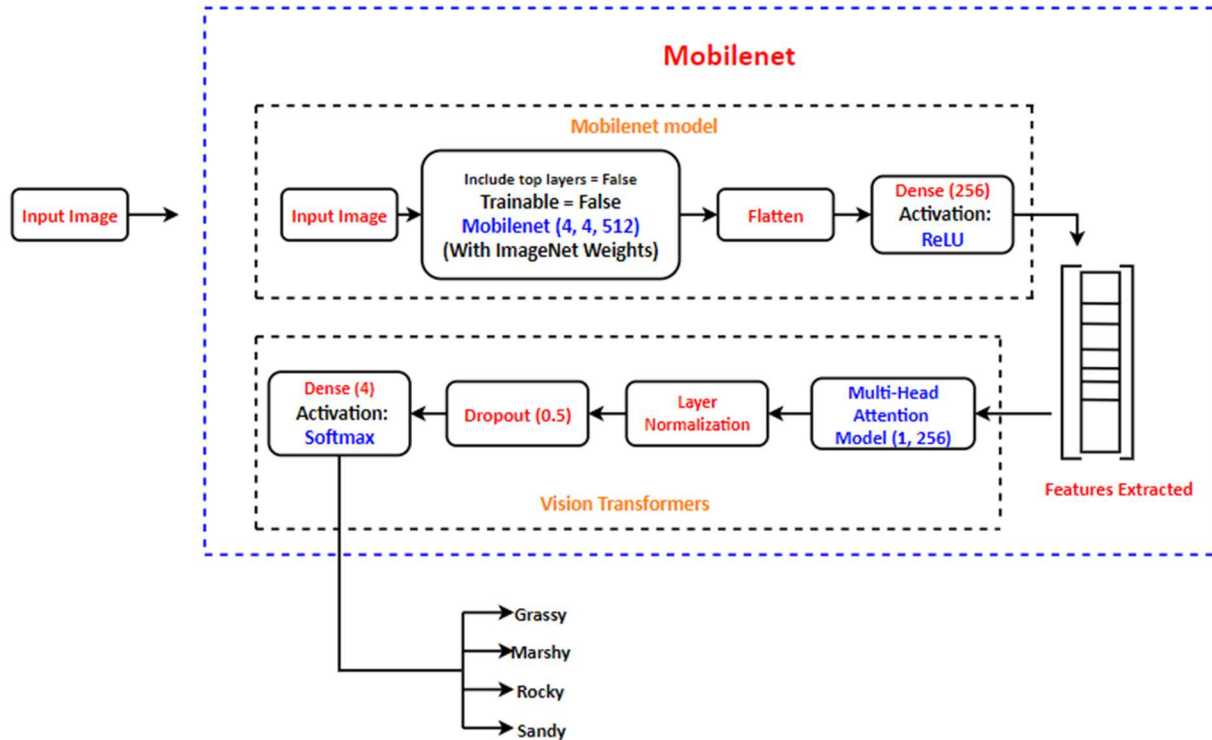 Mobilenet
Mobilenet model
Input Image
Input Image
Include top layers = False
Trainable = False
Mobilenet (4, 4, 512)
(With ImageNet Weights)
Flatten
Dense (256)
Activation:
ReLU
Features Extracted
Multi-Head
Attention
Model (1, 256)
Layer
Normalization
Dropout (0.5)
Dense (4)
Activation:
Softmax
Vision Transformers
Grassy
Marshy
Rocky
Sandy